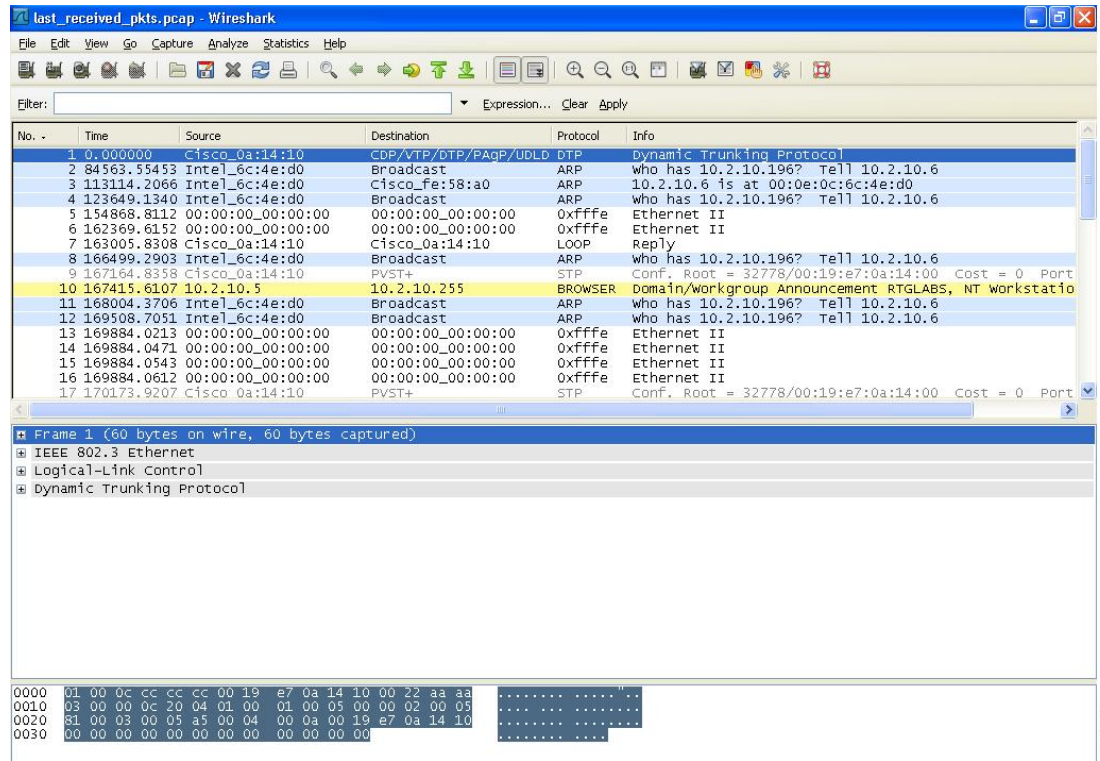 last_received_pkts.pcap - Wireshark
File Edit View Go Capture Analyze Statistics Help
Filter: Expression... Clear Apply
No. - Time Source Destination Protocol Info
1 0.000000 Cisco_0a:14:10 CDP/VTP/DTP/PAgP/UDLD DTP Dynamic Trunking Protocol
2 84563.55453 Intel_6c:4e:d0 Broadcast ARP who has 10.2.10.196? Tell 10.2.10.6
3 113114.2066 Intel_6c:4e:d0 Cisco_fe:58:a0 ARP 10.2.10.6 is at 00:0e:0c:6c:4e:d0
4 123649.1340 Intel_6c:4e:d0 Broadcast ARP who has 10.2.10.196? Tell 10.2.10.6
5 154868.8112 00:00:00_00:00:00 00:00:00_00:00:00 0xfffe Ethernet II
6 162369.6152 00:00:00_00:00:00 00:00:00_00:00:00 0xfffe Ethernet II
7 163005.8308 Cisco_0a:14:10 Cisco_0a:14:10 LOOP Reply
8 166499.2903 Intel_6c:4e:d0 Broadcast ARP who has 10.2.10.196? Tell 10.2.10.6
9 167164.8358 Cisco_0a:14:10 PVST+ STP Conf. Root = 32778/00:19:e7:0a:14:00 Cost = 0 Port
10 167415.6107 10.2.10.5 10.2.10.255 BROWSER Domain/Workgroup Announcement RTGLABS, NT Workstatio
11 168004.3706 Intel_6c:4e:d0 Broadcast ARP who has 10.2.10.196? Tell 10.2.10.6
12 169508.7051 Intel_6c:4e:d0 Broadcast ARP who has 10.2.10.196? Tell 10.2.10.6
13 169884.0213 00:00:00_00:00:00 00:00:00_00:00:00 0xfffe Ethernet II
14 169884.0471 00:00:00_00:00:00 00:00:00_00:00:00 0xfffe Ethernet II
15 169884.0543 00:00:00_00:00:00 00:00:00_00:00:00 0xfffe Ethernet II
16 169884.0612 00:00:00_00:00:00 00:00:00_00:00:00 0xfffe Ethernet II
17 170173.9207 Cisco_0a:14:10 PVST+ STP Conf. Root = 32778/00:19:e7:0a:14:00 Cost = 0 Port
Frame 1 (60 bytes on wire, 60 bytes captured)
IEEE 802.3 Ethernet
Logical-Link Control
Dynamic Trunking Protocol
0000 01 00 0c cc cc cc 00 19 e7 0a 14 10 00 22 aa aa ........ ....."..
0010 03 00 00 0c 20 04 01 00 01 00 05 00 00 02 00 05 .... ... ........
0020 81 00 03 00 05 a5 00 04 00 0a 00 19 e7 0a 14 10 ........ ........
0030 00 00 00 00 00 00 00 00 00 00 00 00 ........ ....